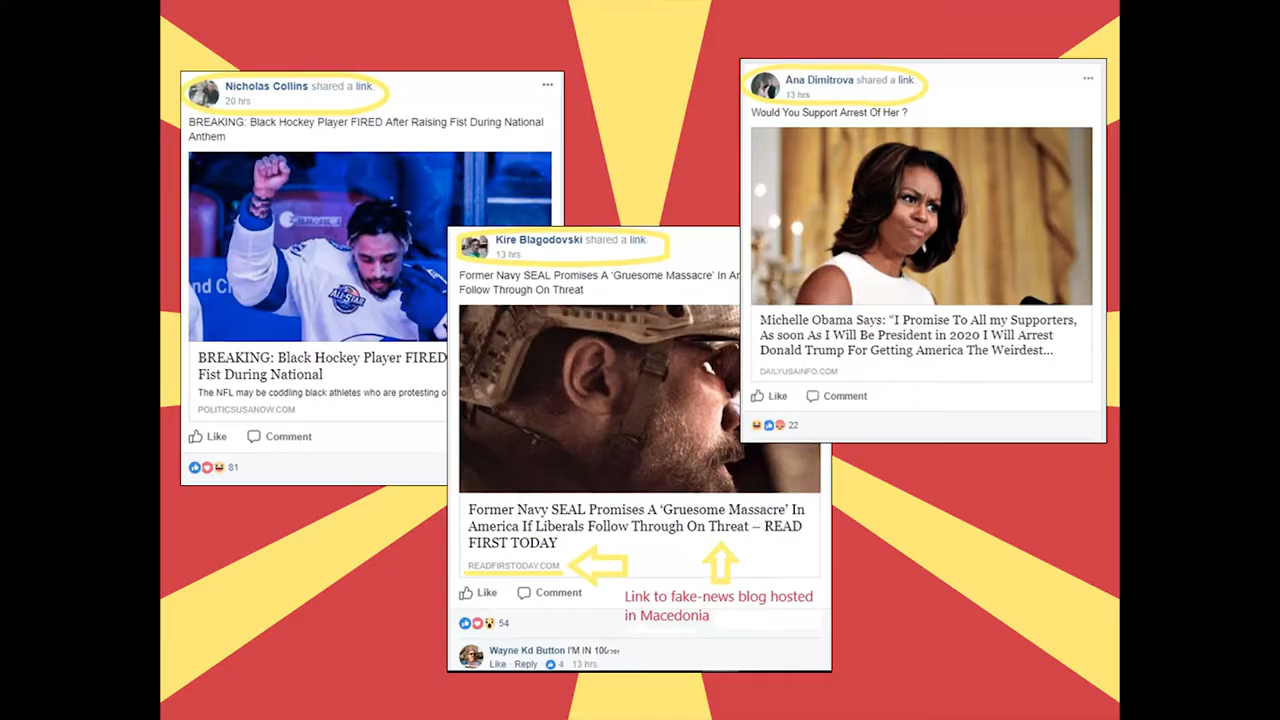 Nicholas Collins shared a link.
20 hrs
BREAKING: Black Hockey Player FIRED After Raising Fist During National
Anthem
nd C
ALL-STAR
BREAKING: Black Hockey Player FIRED
Fist During National
The NFL may be coddling black athletes who are protesting o
POLITICSUSANOW.COM
Like Comment
81
Kire Blagodovski shared a link.
13 hrs
Former Navy SEAL Promises A ‘Gruesome Massacre’ In Am
Follow Through On Threat
Former Navy SEAL Promises A ‘Gruesome Massacre’ In
America If Liberals Follow Through On Threat – READ
FIRST TODAY
READFIRSTODAY.COM
Link to fake-news blog hosted
in Macedonia
Like Comment
54
Wayne Kd Button I'M IN
Like · Reply · 4 13 hrs
Ana Dimitrova shared a link.
13 hrs
Would You Support Arrest Of Her ?
Michelle Obama Says: “I Promise To All my Supporters,
As soon As I Will Be President in 2020 I Will Arrest
Donald Trump For Getting America The Weirdest...
DAILYUSAINFO.COM
Like Comment
22